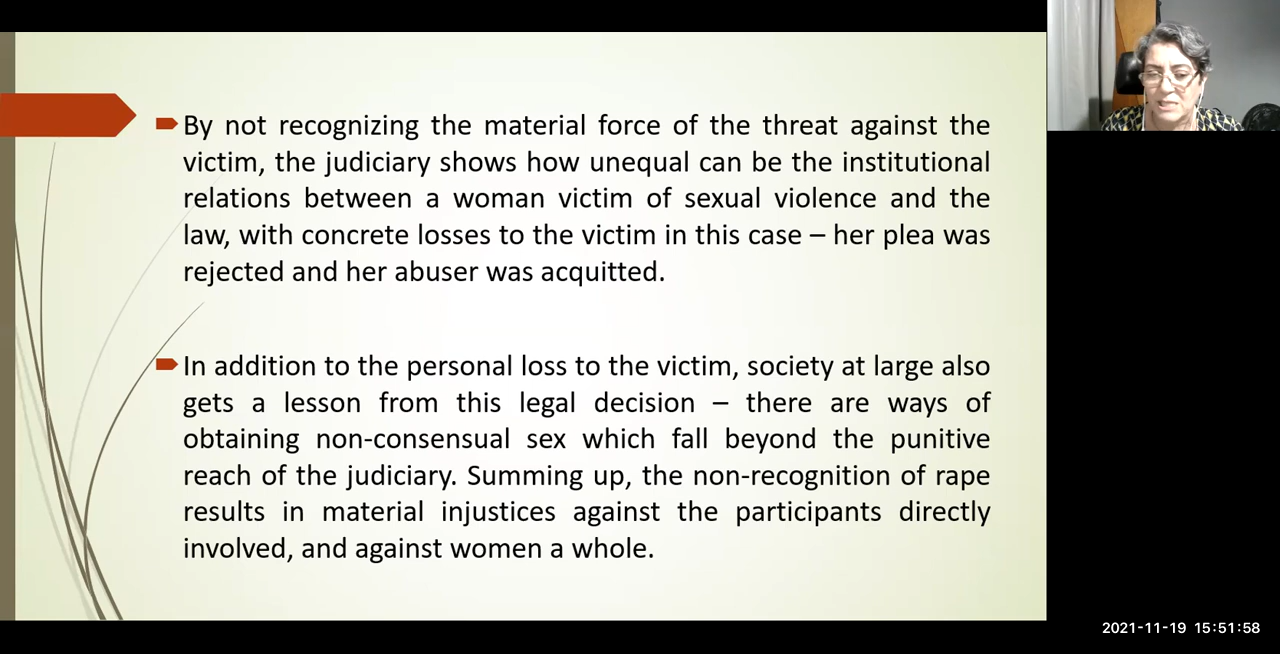 By not recognizing the material force of the threat against the
victim, the judiciary shows how unequal can be the institutional
relations between a woman victim of sexual violence and the
law, with concrete losses to the victim in this case – her plea was
rejected and her abuser was acquitted.
In addition to the personal loss to the victim, society at large also
gets a lesson from this legal decision – there are ways of
obtaining non-consensual sex which fall beyond the punitive
reach of the judiciary. Summing up, the non-recognition of rape
results in material injustices against the participants directly
involved, and against women a whole.
2021-11-19 15:51:58